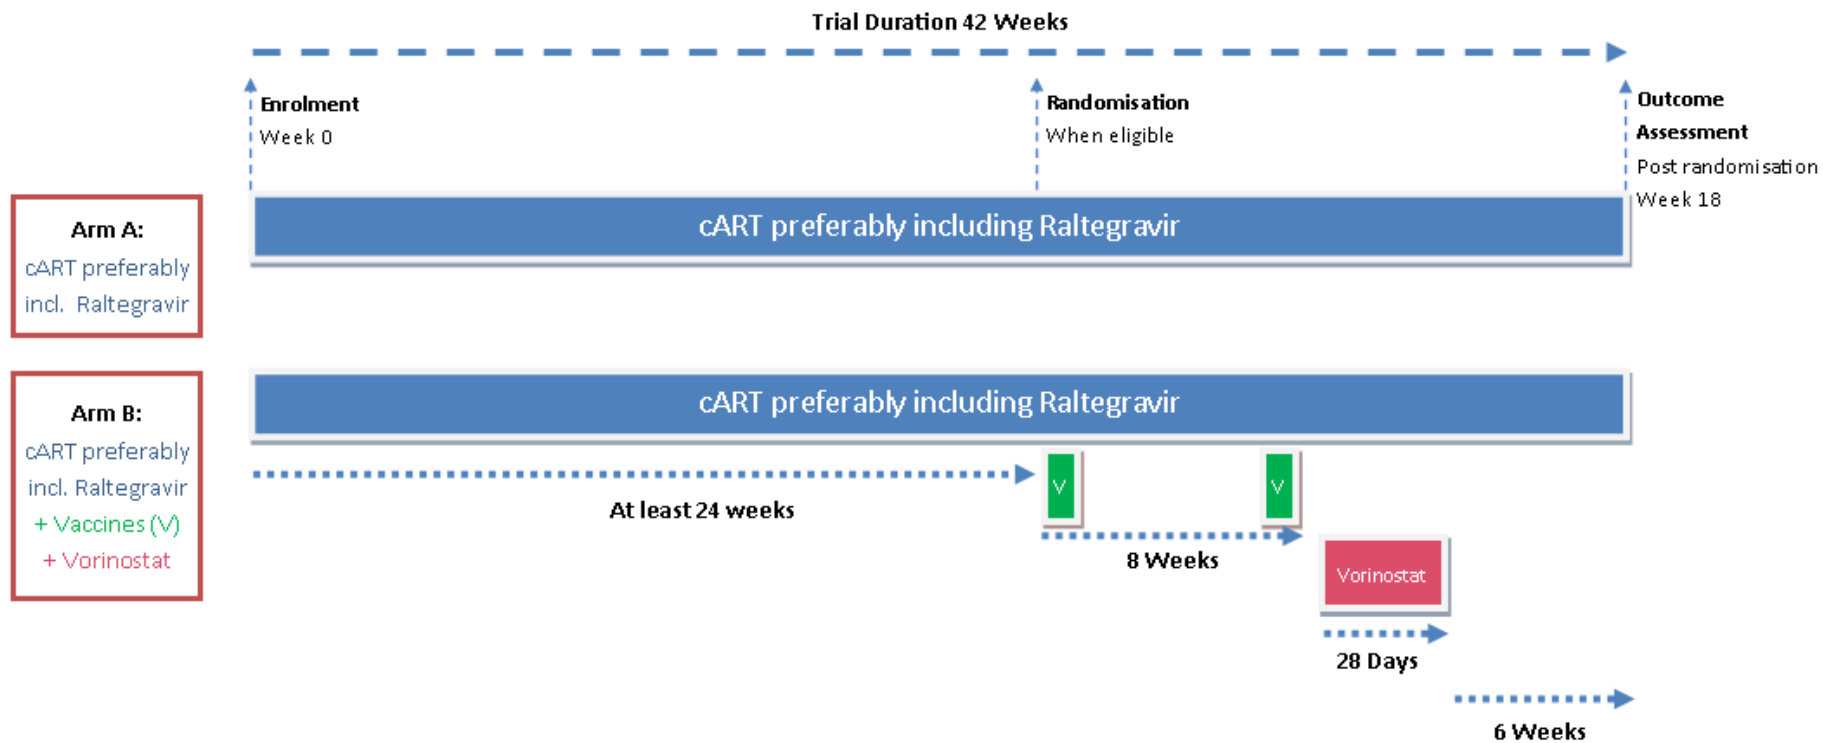 Trial Duration 42 Weeks
Enrolment
Week 0
Randomisation
When eligible
Outcome
Assessment
Post randomisation
Week 18
Arm A:
cART preferably
incl. Raltegravir
cART preferably including Raltegravir
Arm B:
cART preferably
incl. Raltegravir
+ Vaccines (V)
+ Vorinostat
cART preferably including Raltegravir
At least 24 weeks
V
V
8 Weeks
Vorinostat
28 Days
6 Weeks